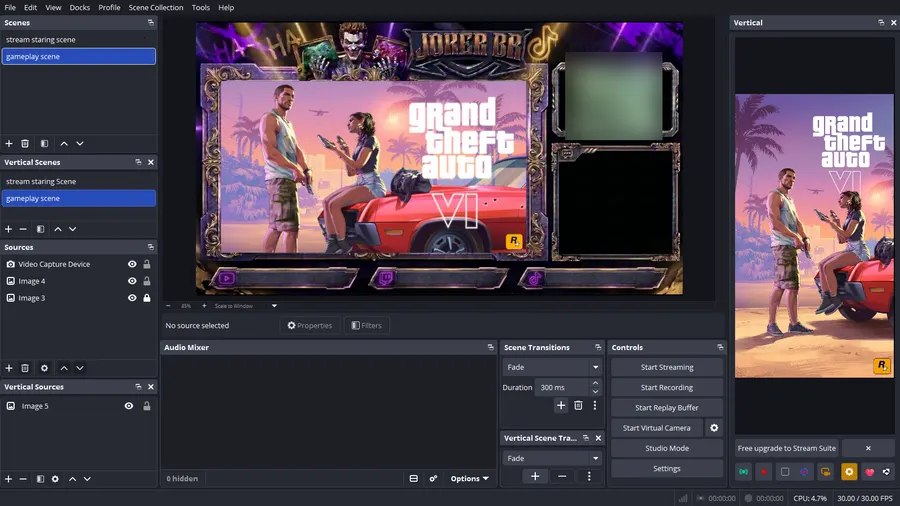 File Edit View Docks Profile Scene Collection Tools Help
Scenes
stream staring scene
gameplay scene
Vertical Scenes
stream staring Scene
gameplay scene
Sources
Video Capture Device
Image 4
Image 3
Vertical Sources
Image 5
HA-HA!
JOKER BR
grand
theft
auto
VI
R
45% Scale to Window
No source selected
Properties
Filters
Audio Mixer
0 hidden
Options
Scene Transitions
Fade
Duration 300 ms
Vertical Scene Tra...
Fade
Controls
Start Streaming
Start Recording
Start Replay Buffer
Start Virtual Camera
Studio Mode
Settings
Vertical
grand
theft
auto
VI
R
Free upgrade to Stream Suite
00:00:00 00:00:00 CPU: 4.7% 30.00 / 30.00 FPS